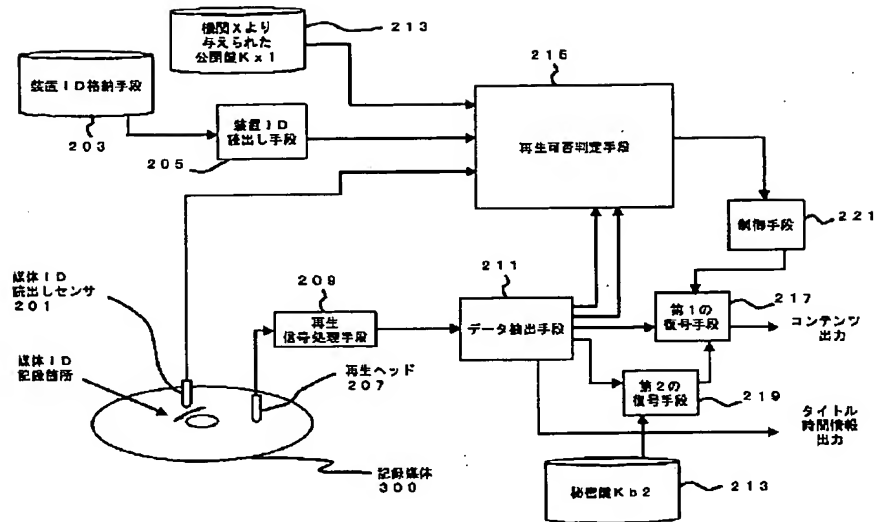 機関Xより
与えられた
公開鍵Kx1
213
装置ID格納手段
203
装置ID
読出し手段
205
215
再生可否判定手段
制御手段
221
媒体ID
読出しセンサ
201
媒体ID
記録箇所
209
再生
信号処理手段
再生ヘッド
207
211
データ抽出手段
第1の
復号手段
217
コンテンツ
出力
第2の
復号手段
219
タイトル
時間情報
出力
記録媒体
300
秘密鍵Kb2
213